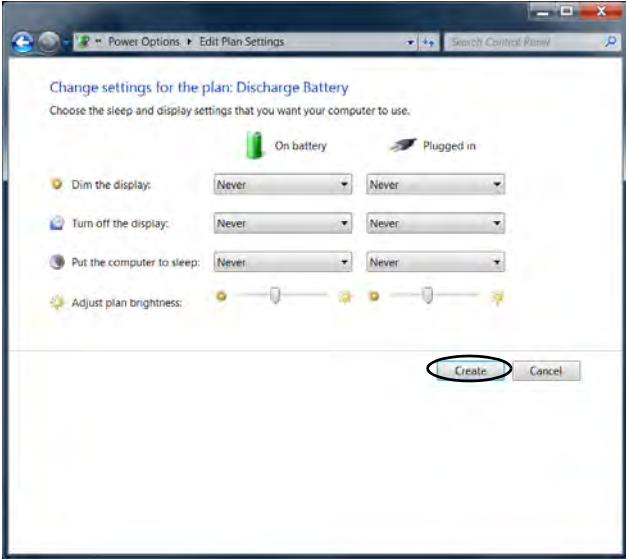 Power Options Edit Plan Settings Search Control Panel
Change settings for the plan: Discharge Battery
Choose the sleep and display settings that you want your computer to use.
On battery Plugged in
Dim the display: Never Never
Turn off the display: Never Never
Put the computer to sleep: Never Never
Adjust plan brightness:
Create Cancel